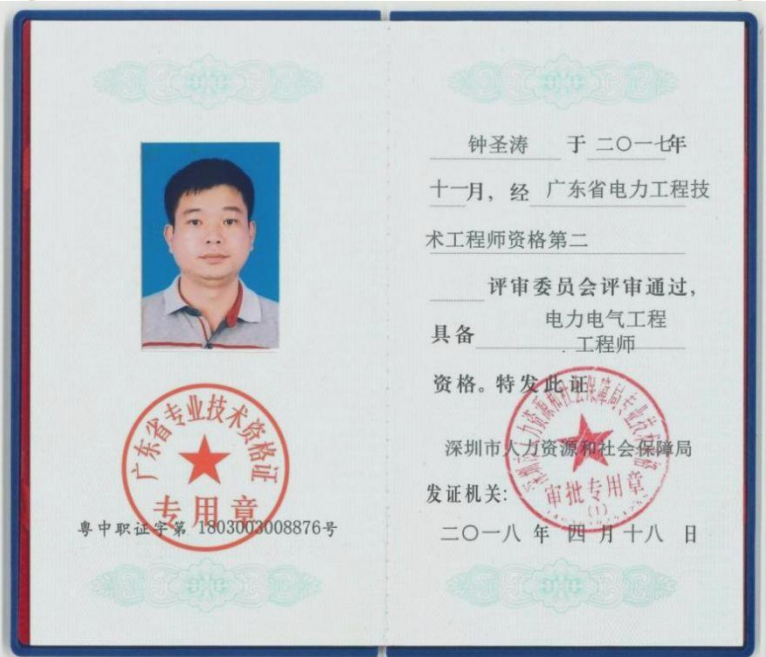 广东省专业技术资格证
专用章
粤中职证字第 1803003008876号
钟圣涛 于 二〇一七年
十一月，经 广东省电力工程技
术工程师资格第二
评审委员会评审通过，
具备 电力电气工程
工程师
资格。特发此证
深圳市人力资源和社会保障局
发证机关：
审批专用章
(1)
二〇一八 年 四 月 十八 日